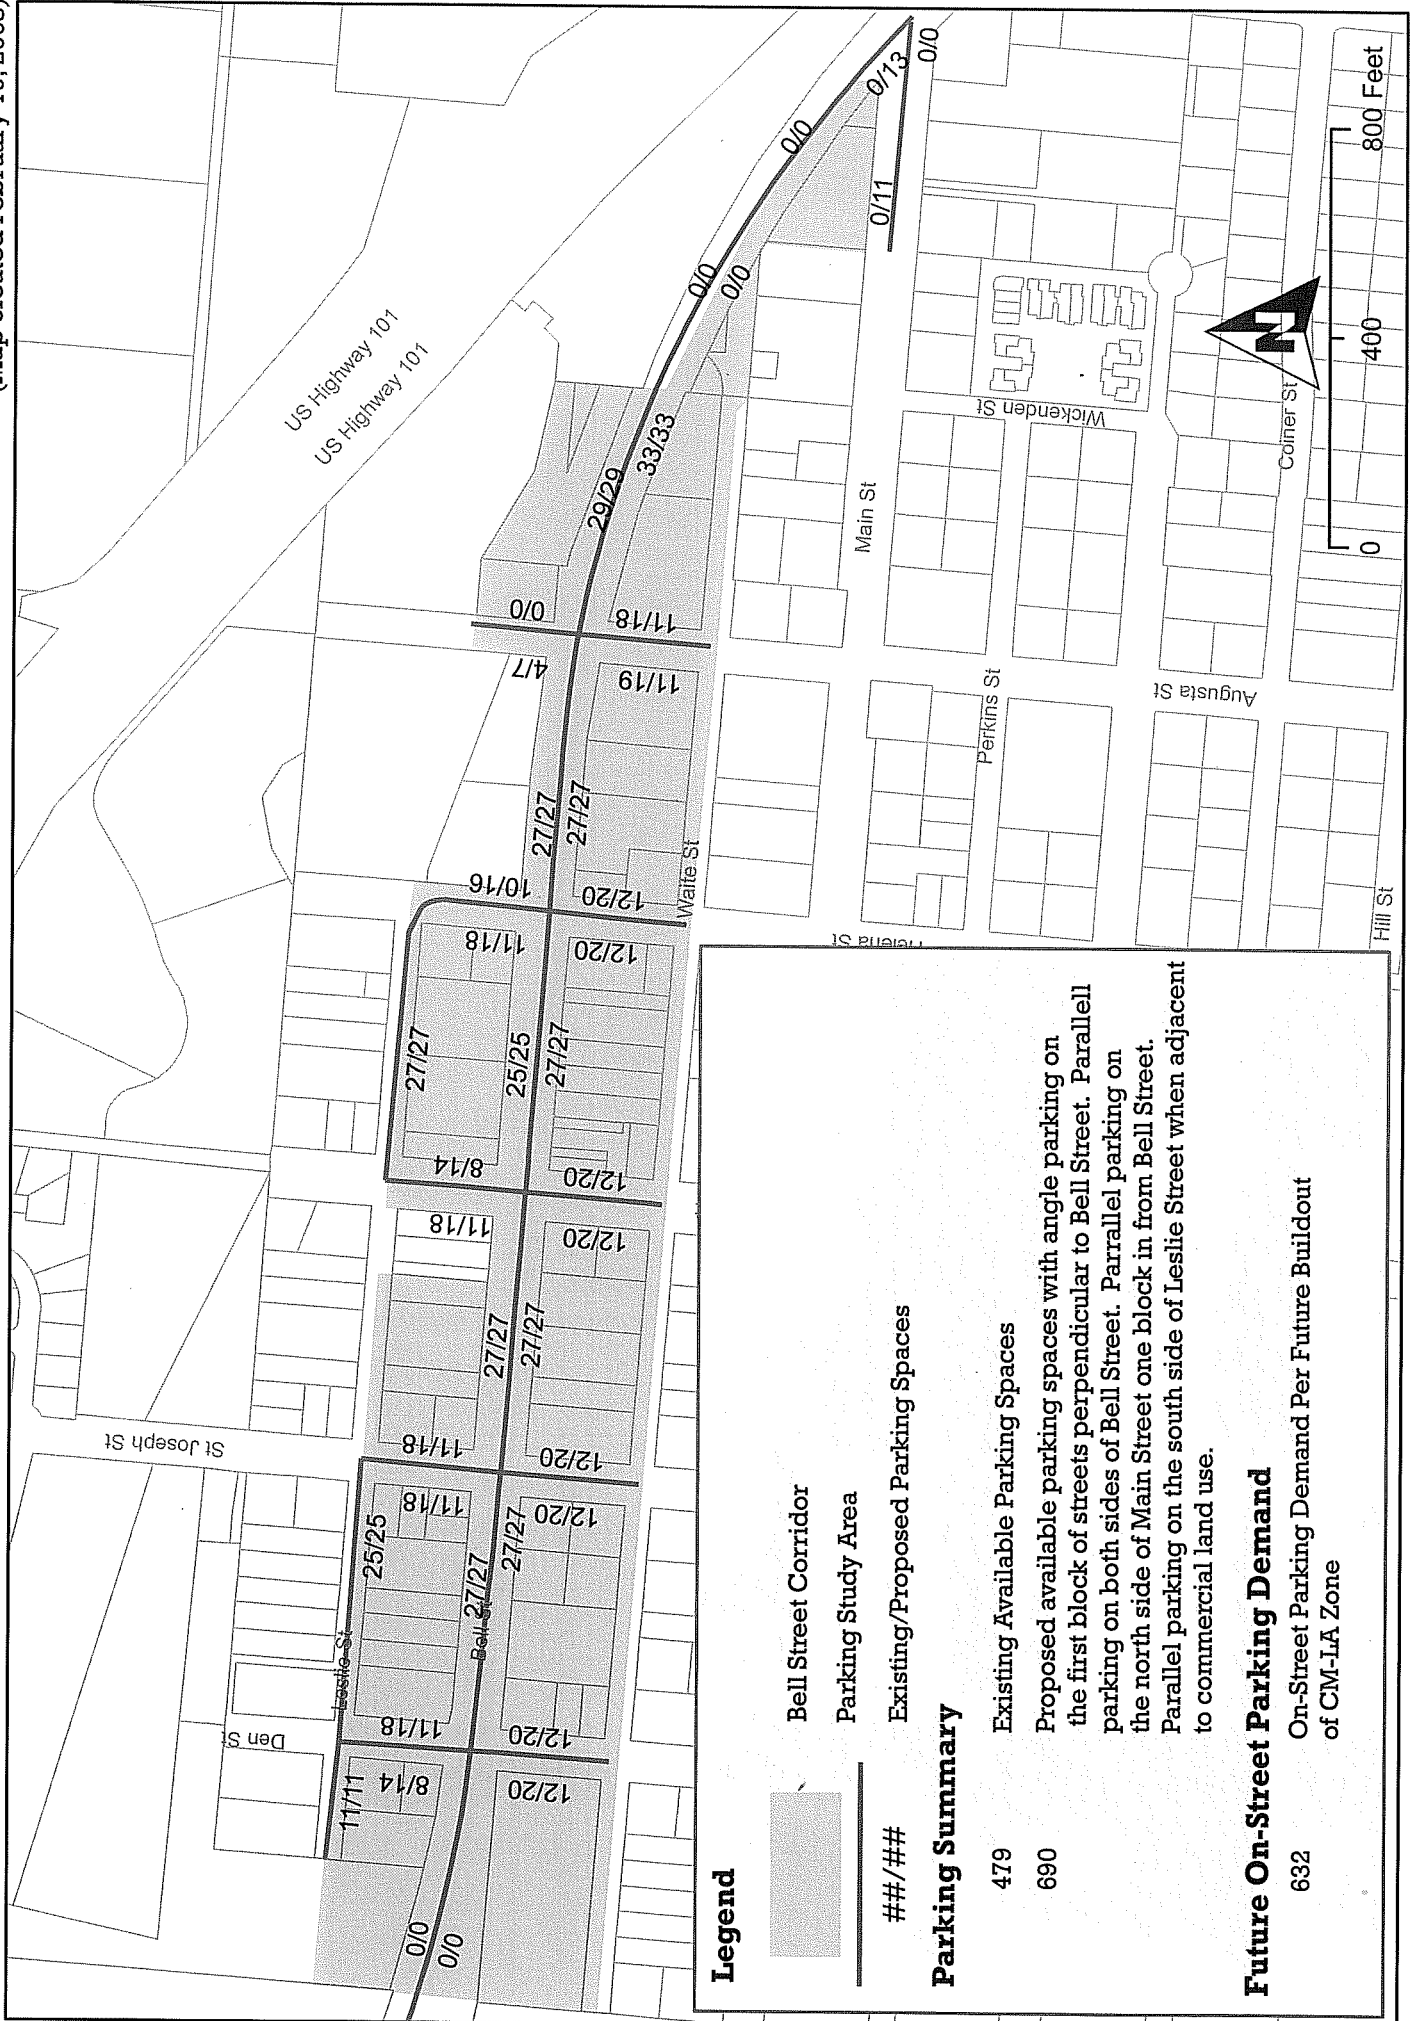 US Highway 101
US Highway 101
0/0
0/13
0/0
0/11
0/0
0/0
29/29
33/33
0/0
4/7
11/18
11/19
27/27
27/27
10/16
12/20
11/18
12/20
27/27
25/25
27/27
8/14
12/20
11/18
12/20
27/27
27/27
11/18
12/20
25/25
11/18
12/20
27/27
27/27
11/18
12/20
11/11
8/14
12/20
0/0
0/0
St Joseph St
Leslie St
Den St
Bell St
Waite St
Main St
Wickenden St
Perkins St
Augusta St
Coiner St
Hill St
Helena St
N
0
400
800 Feet
Legend
Bell Street Corridor
Parking Study Area
##/##
Existing/Proposed Parking Spaces
Parking Summary
479
Existing Available Parking Spaces
690
Proposed available parking spaces with angle parking on
the first block of streets perpendicular to Bell Street. Parallell
parking on both sides of Bell Street. Parrallel parking on
the north side of Main Street one block in from Bell Street.
Parallel parking on the south side of Leslie Street when adjacent
to commercial land use.
Future On-Street Parking Demand
632
On-Street Parking Demand Per Future Buildout
of CM-LA Zone